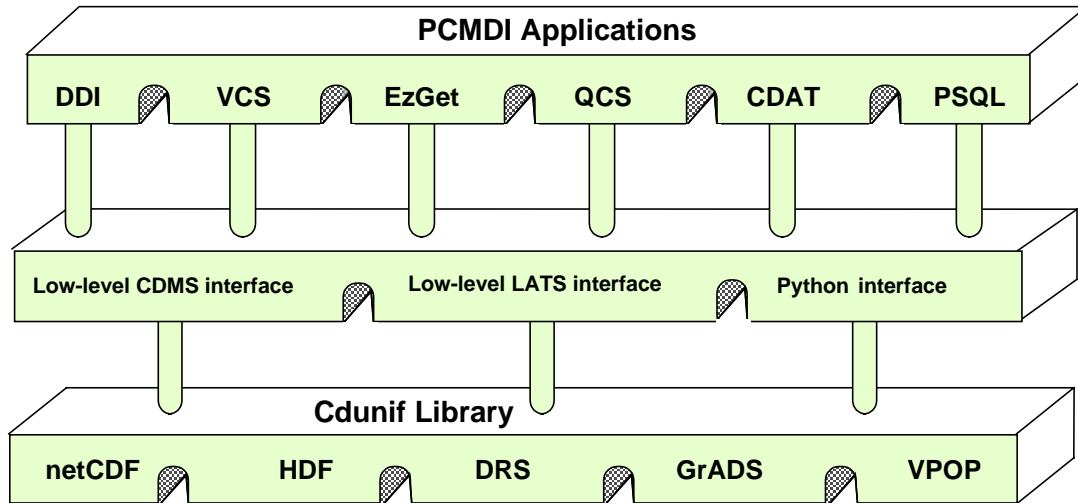 PCMDI Applications
DDI VCS EzGet QCS CDAT PSQL
Low-level CDMS interface Low-level LATS interface Python interface
Cdunif Library
netCDF HDF DRS GrADS VPOP